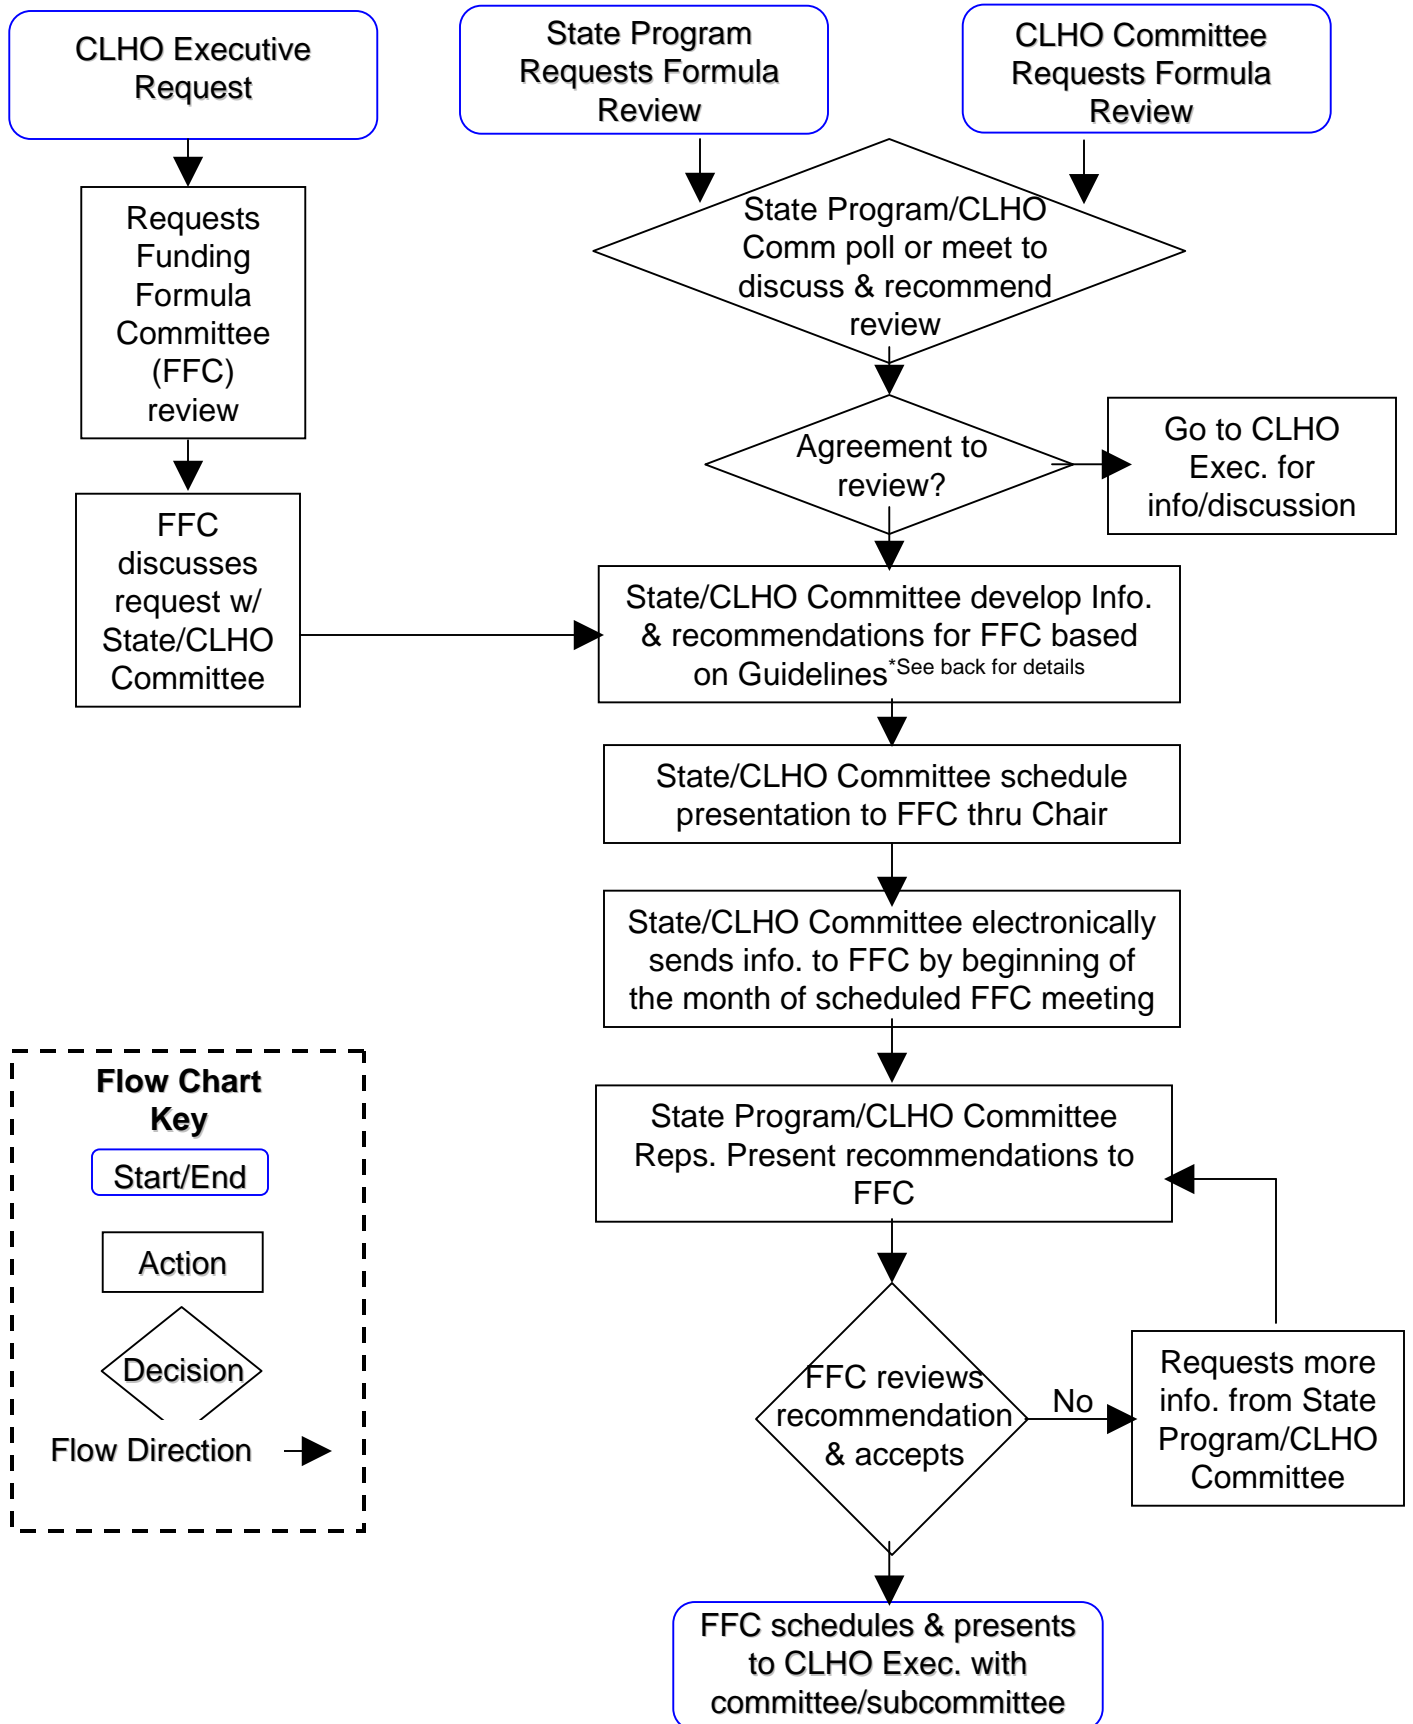 CLHO Executive
Request
State Program
Requests Formula
Review
CLHO Committee
Requests Formula
Review
Requests
Funding
Formula
Committee
(FFC)
review
State Program/CLHO
Comm poll or meet to
discuss & recommend
review
Agreement to
review?
Go to CLHO
Exec. for
info/discussion
FFC
discusses
request w/
State/CLHO
Committee
State/CLHO Committee develop Info.
& recommendations for FFC based
on Guidelines*See back for details
State/CLHO Committee schedule
presentation to FFC thru Chair
State/CLHO Committee electronically
sends info. to FFC by beginning of
the month of scheduled FFC meeting
State Program/CLHO Committee
Reps. Present recommendations to
FFC
FFC reviews
recommendation
& accepts
No
Requests more
info. from State
Program/CLHO
Committee
FFC schedules & presents
to CLHO Exec. with
committee/subcommittee
Flow Chart
Key
Start/End
Action
Decision
Flow Direction